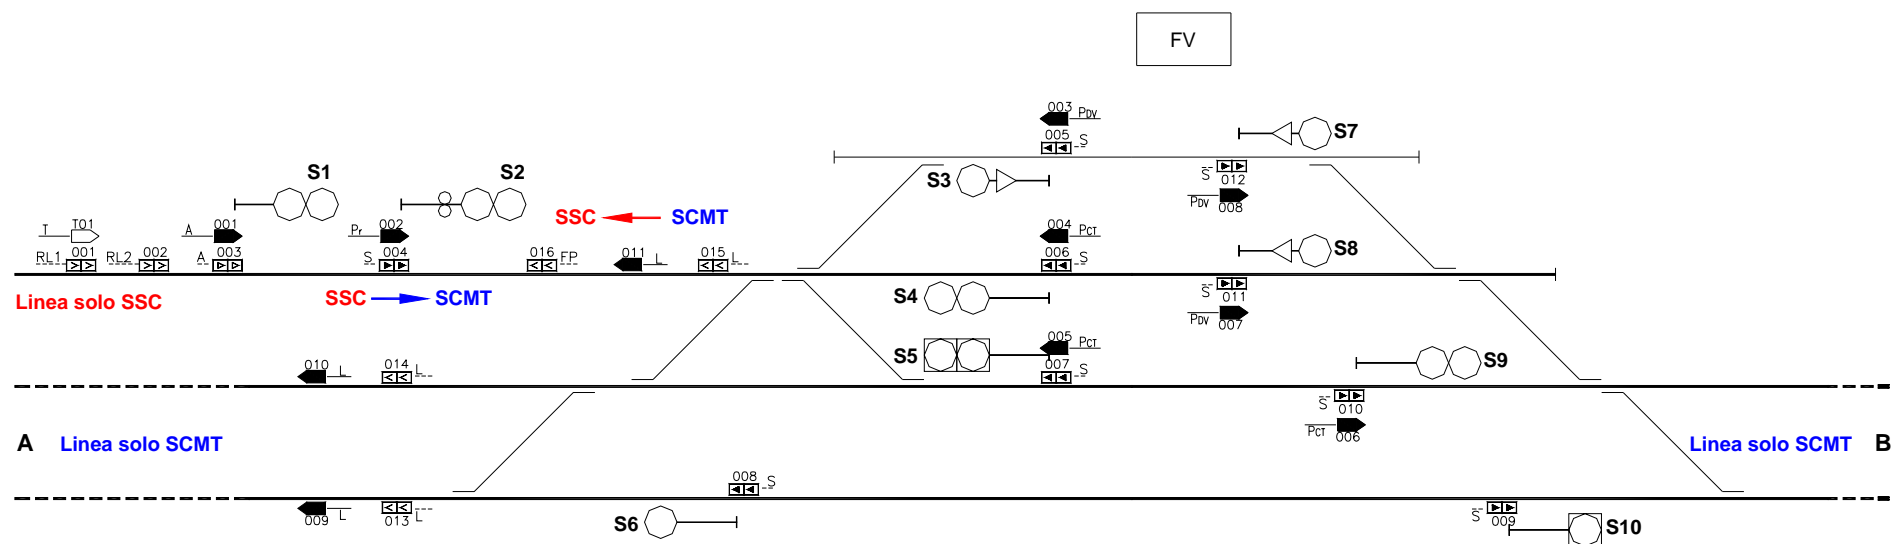 FV
003 PDV
005 S
S7
S1
S2
S3
S
012
PDV
008
SSC SCMT
T T01
A 001
Pr 002
004 PCT
S8
RL1 001
RL2 002
A 003
S 004
016 FP
011 L
015 L
006 S
Linea solo SSC
SSC SCMT
S4
S
011
PDV
007
005 PCT
S5
S9
010 L
014 L
007 S
S
010
PCT
006
A Linea solo SCMT
Linea solo SCMT B
008 S
009 L
013 L
S6
S
009
S10